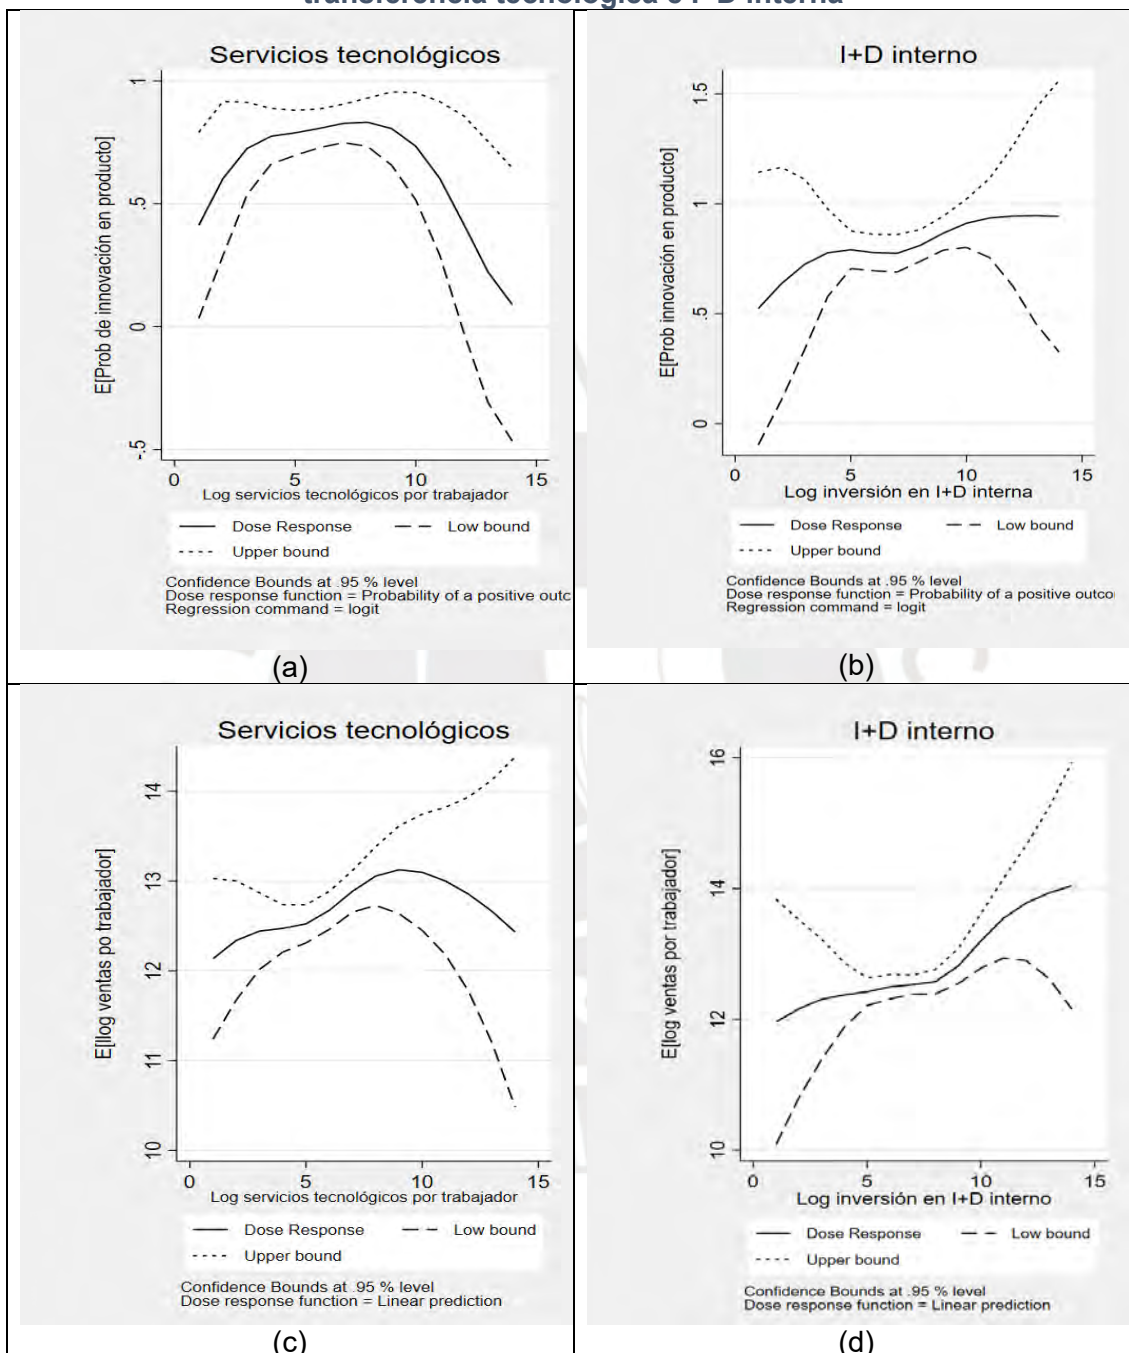 transferencia tecnológica e I+D interna
Servicios tecnológicos
E[Prob de innovación en producto]
1
.5
0
-.5
0 5 10 15
Log servicios tecnológicos por trabajador
Dose Response Low bound
Upper bound
Confidence Bounds at .95 % level
Dose response function = Probability of a positive outc
Regression command = logit
(a)
I+D interno
E[Prob innovación en producto]
1.5
1
.5
0
0 5 10 15
Log inversión en I+D interna
Dose Response Low bound
Upper bound
Confidence Bounds at .95 % level
Dose response function = Probability of a positive outco
Regression command = logit
(b)
Servicios tecnológicos
E[llog ventas po trabajador]
14
13
12
11
10
0 5 10 15
Log servicios tecnológicos por trabajador
Dose Response Low bound
Upper bound
Confidence Bounds at .95 % level
Dose response function = Linear prediction
(c)
I+D interno
E[log ventas por trabajador]
16
14
12
10
0 5 10 15
Log inversión en I+D interno
Dose Response Low bound
Upper bound
Confidence Bounds at .95 % level
Dose response function = Linear prediction
(d)